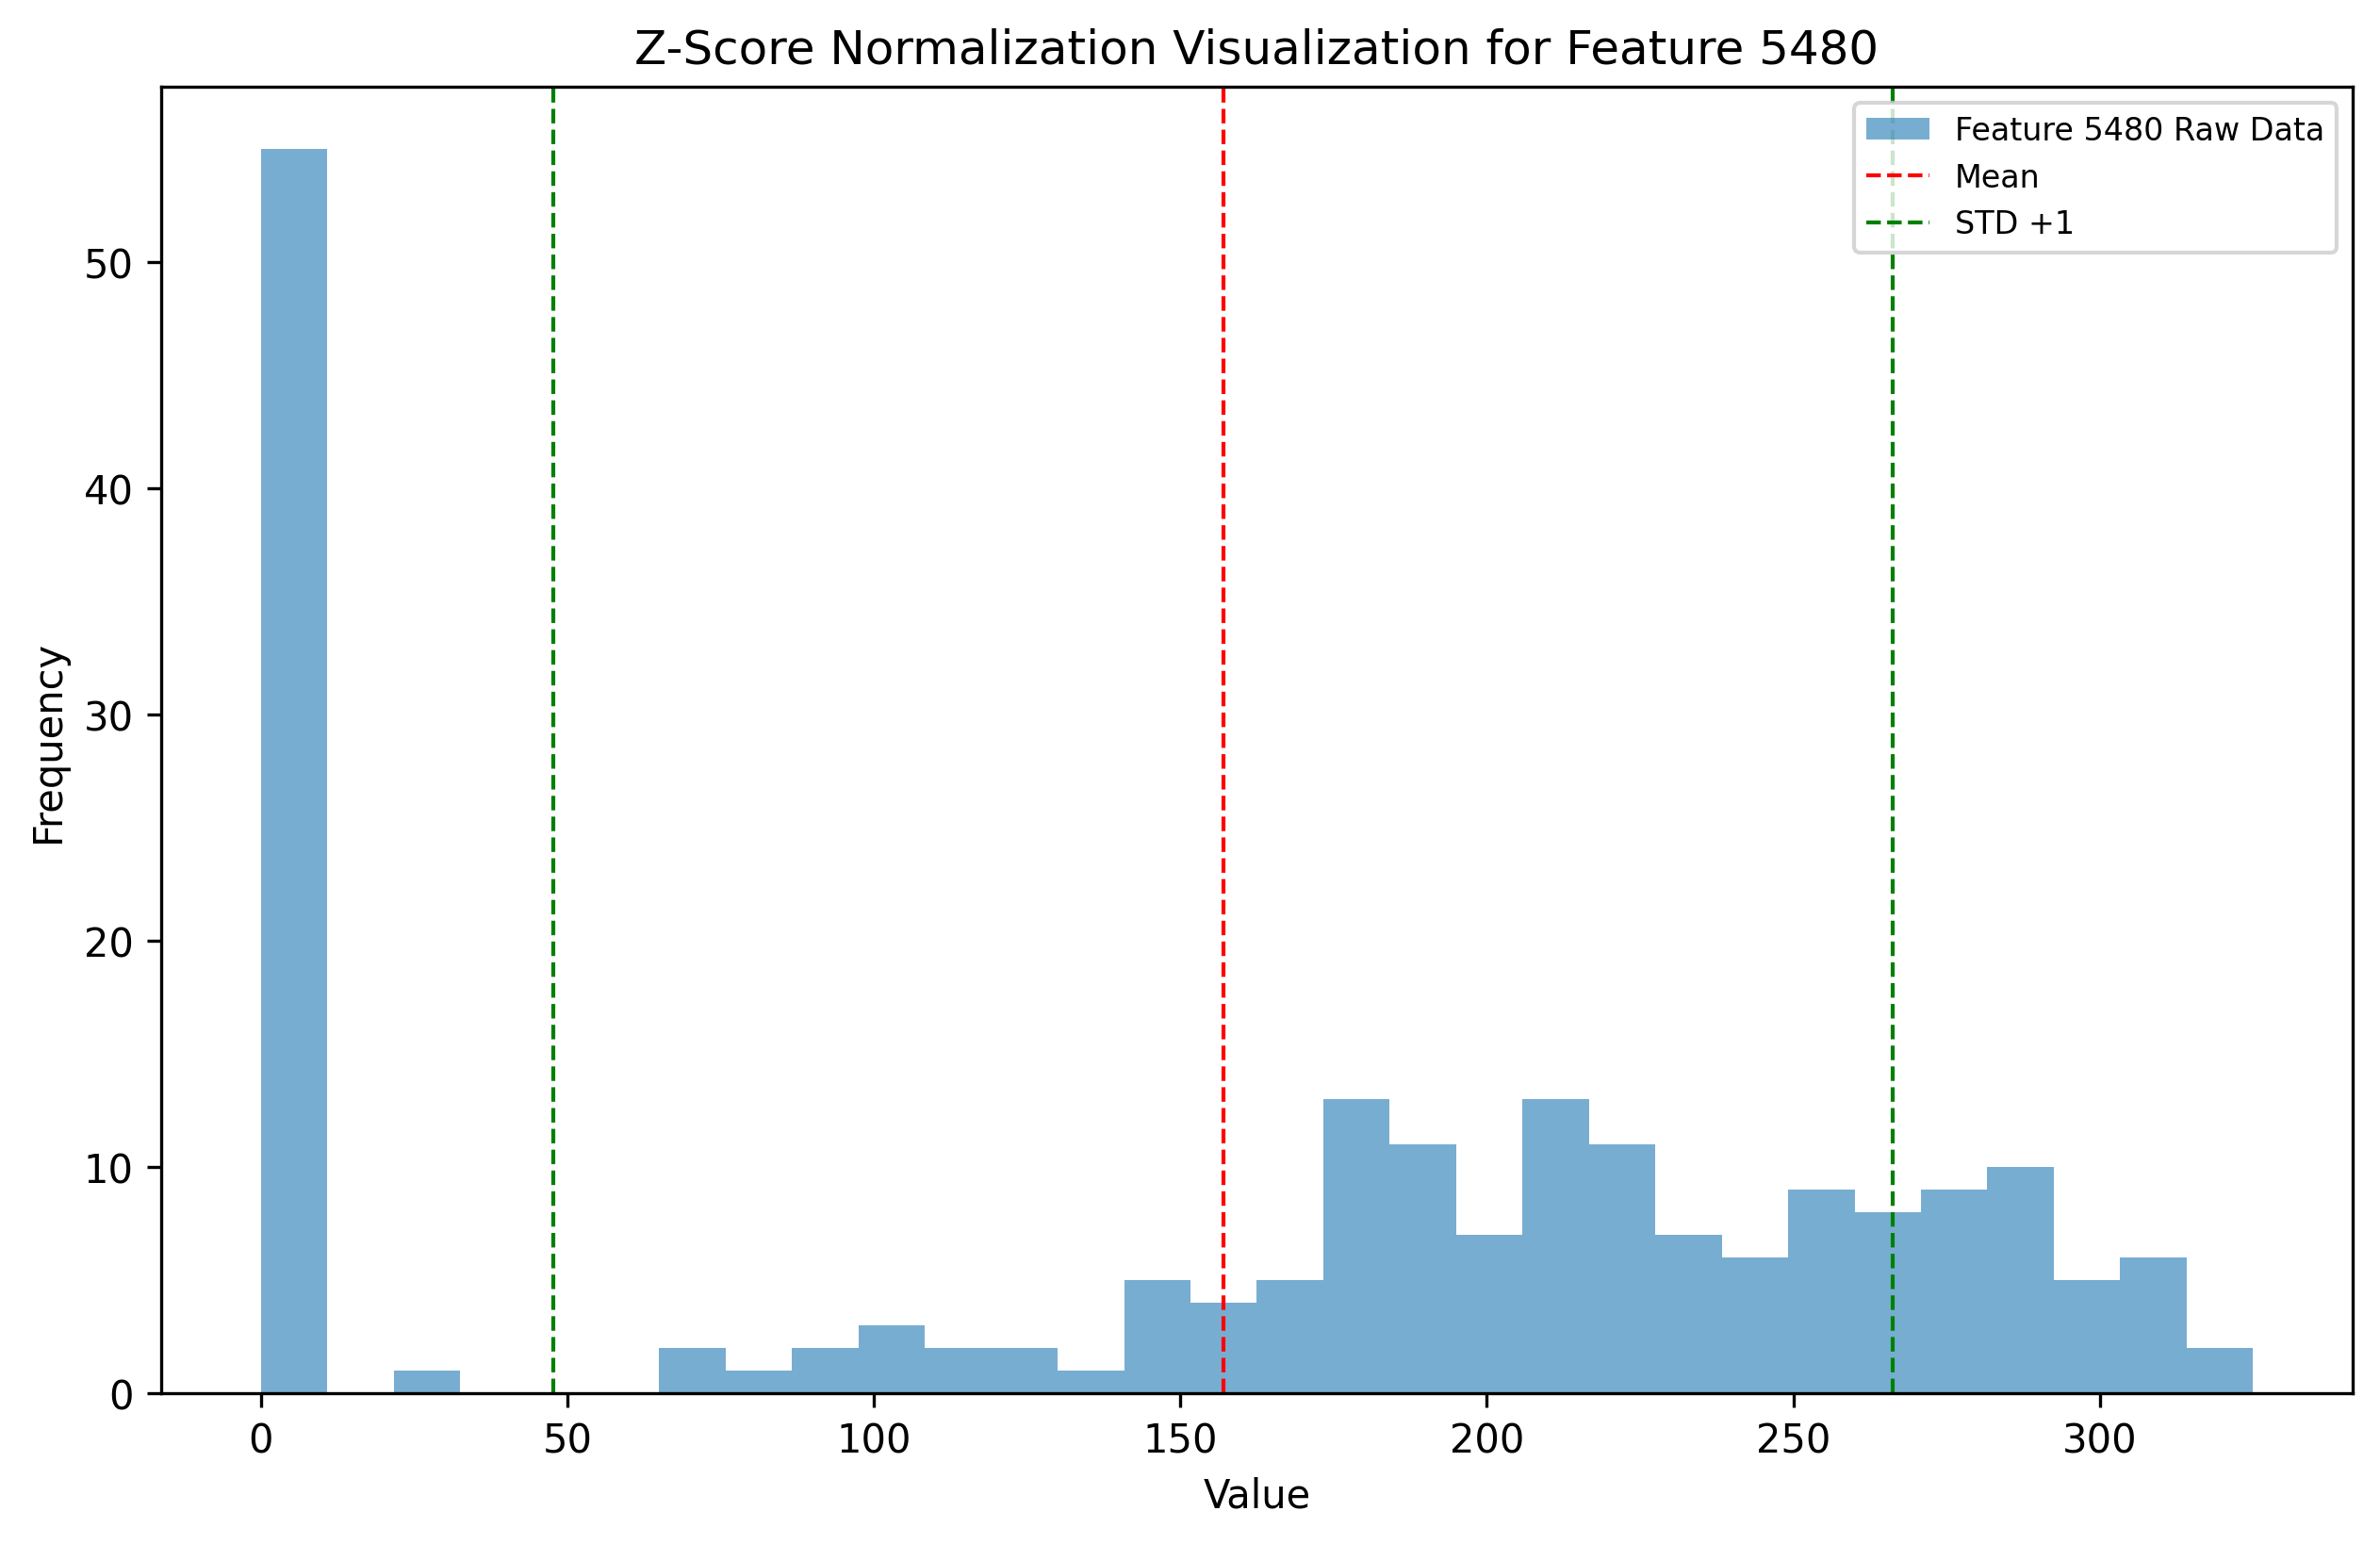 Z-Score Normalization Visualization for Feature 5480
Feature 5480 Raw Data
Mean
STD +1
Frequency
50
40
30
20
10
0
0 50 100 150 200 250 300
Value